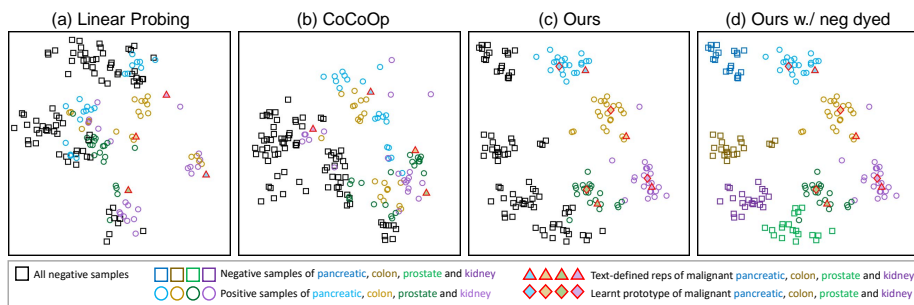 (a) Linear Probing (b) CoCoOp (c) Ours (d) Ours w./ neg dyed
All negative samples Negative samples of pancreatic, colon, prostate and kidney Text-defined reps of malignant pancreatic, colon, prostate and kidney
Positive samples of pancreatic, colon, prostate and kidney Learnt prototype of malignant pancreatic, colon, prostate and kidney